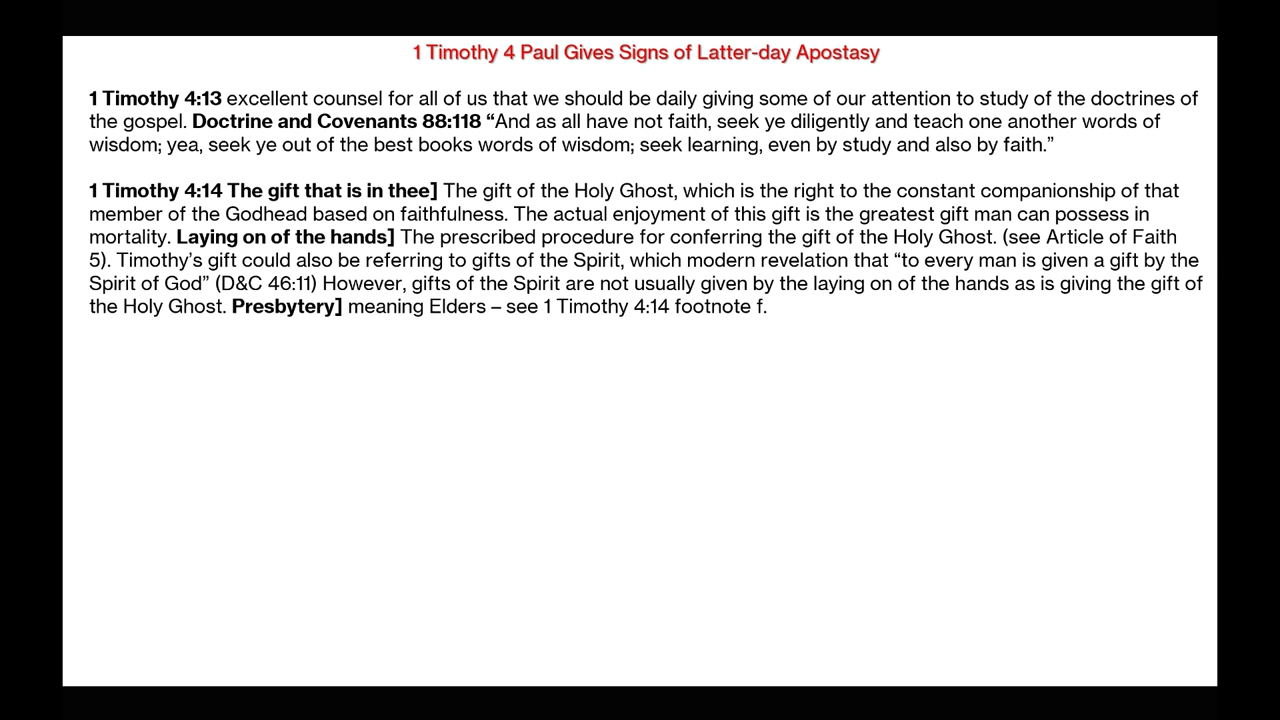 1 Timothy 4 Paul Gives Signs of Latter-day Apostasy
1 Timothy 4:13 excellent counsel for all of us that we should be daily giving some of our attention to study of the doctrines of
the gospel. Doctrine and Covenants 88:118 “And as all have not faith, seek ye diligently and teach one another words of
wisdom; yea, seek ye out of the best books words of wisdom; seek learning, even by study and also by faith.”
1 Timothy 4:14 The gift that is in thee] The gift of the Holy Ghost, which is the right to the constant companionship of that
member of the Godhead based on faithfulness. The actual enjoyment of this gift is the greatest gift man can possess in
mortality. Laying on of the hands] The prescribed procedure for conferring the gift of the Holy Ghost. (see Article of Faith
5). Timothy’s gift could also be referring to gifts of the Spirit, which modern revelation that “to every man is given a gift by the
Spirit of God” (D&C 46:11) However, gifts of the Spirit are not usually given by the laying on of the hands as is giving the gift of
the Holy Ghost. Presbytery] meaning Elders – see 1 Timothy 4:14 footnote f.